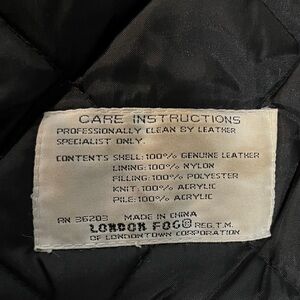 CARE INSTRUCTIONS
PROFESSIONALLY CLEAN BY LEATHER
SPECIALIST ONLY.
CONTENTS SHELL: 100% GENUINE LEATHER
LINING: 100% NYLON
FILLING: 100% POLYESTER
KNIT: 100% ACRYLIC
PILE: 100% ACRYLIC
RN 36203 MADE IN CHINA
LONDON FOG® REG.T.M.
OF LONDONTOWN CORPORATION